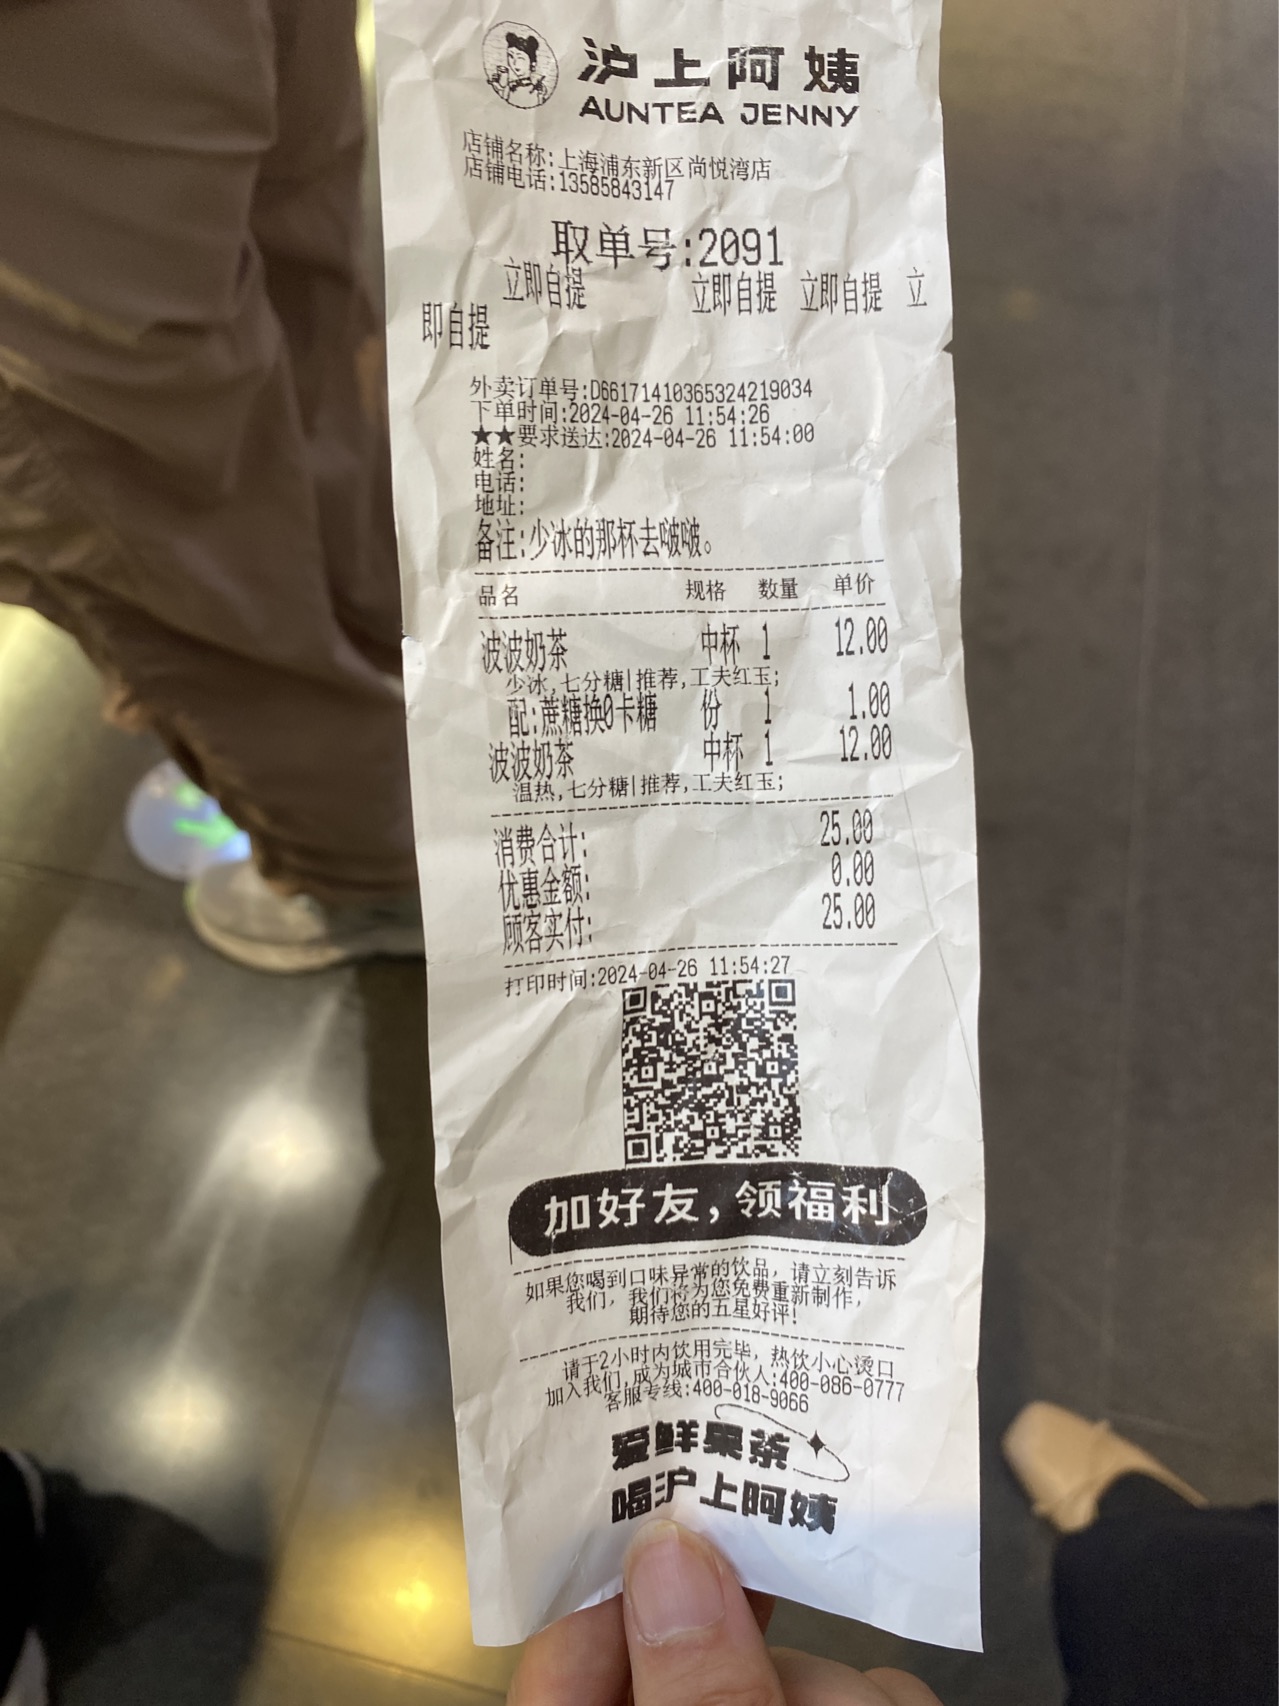 沪上阿姨
AUNTEA JENNY
店铺名称:上海浦东新区尚悦湾店
店铺电话:13585843147
取单号:2091
立即自提 立即自提 立即自提 立
即自提
外卖订单号:D66171410365324219034
下单时间:2024-04-26 11:54:26
★★要求送达:2024-04-26 11:54:00
姓名:
电话:
地址:
备注:少冰的那杯去啵啵。
品名 规格 数量 单价
波波奶茶 中杯 1 12.00
少冰,七分糖|推荐,工夫红玉;
配:蔗糖换0卡糖 份 1 1.00
波波奶茶 中杯 1 12.00
温热,七分糖|推荐,工夫红玉;
消费合计: 25.00
优惠金额: 0.00
顾客实付: 25.00
打印时间:2024-04-26 11:54:27
加好友,领福利
如果您喝到口味异常的饮品，请立刻告诉
我们，我们将为您免费重新制作，
期待您的五星好评!
请于2小时内饮用完毕，热饮小心烫口
加入我们,成为城市合伙人:400-086-0777
客服专线:400-018-9066
爱鲜果茶
喝沪上阿姨